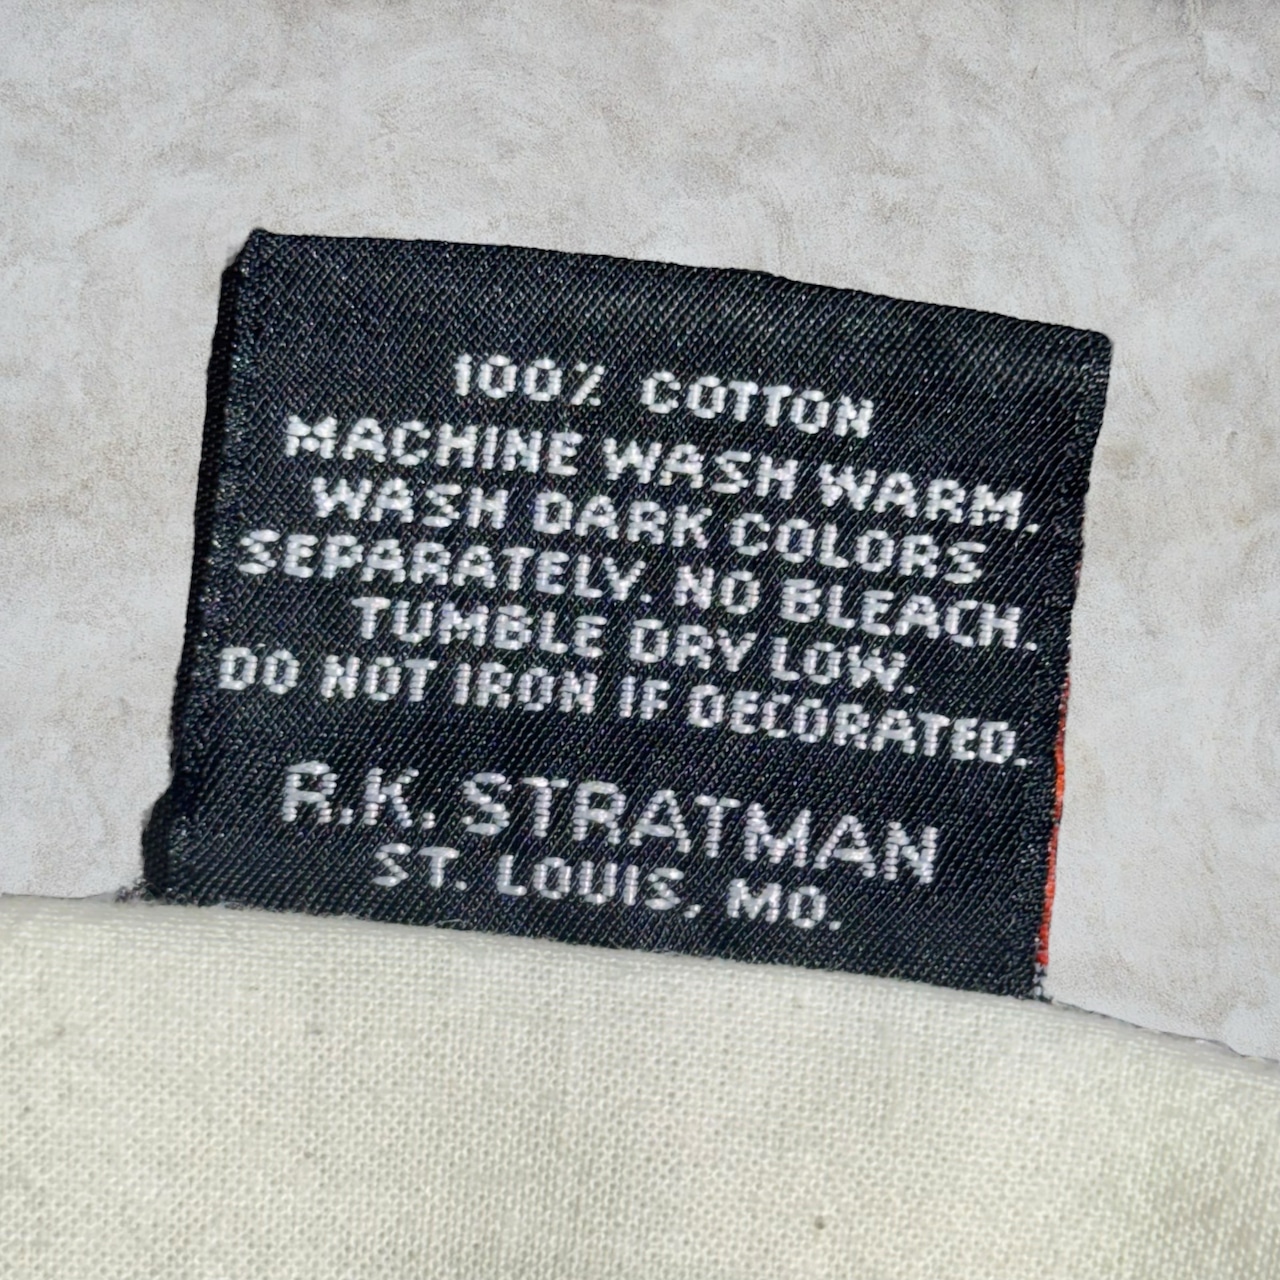 100% COTTON
MACHINE WASH WARM,
WASH DARK COLORS
SEPARATELY. NO BLEACH.
TUMBLE DRY LOW.
DO NOT IRON IF DECORATED.
R.K. STRATMAN
ST. LOUIS, MO.